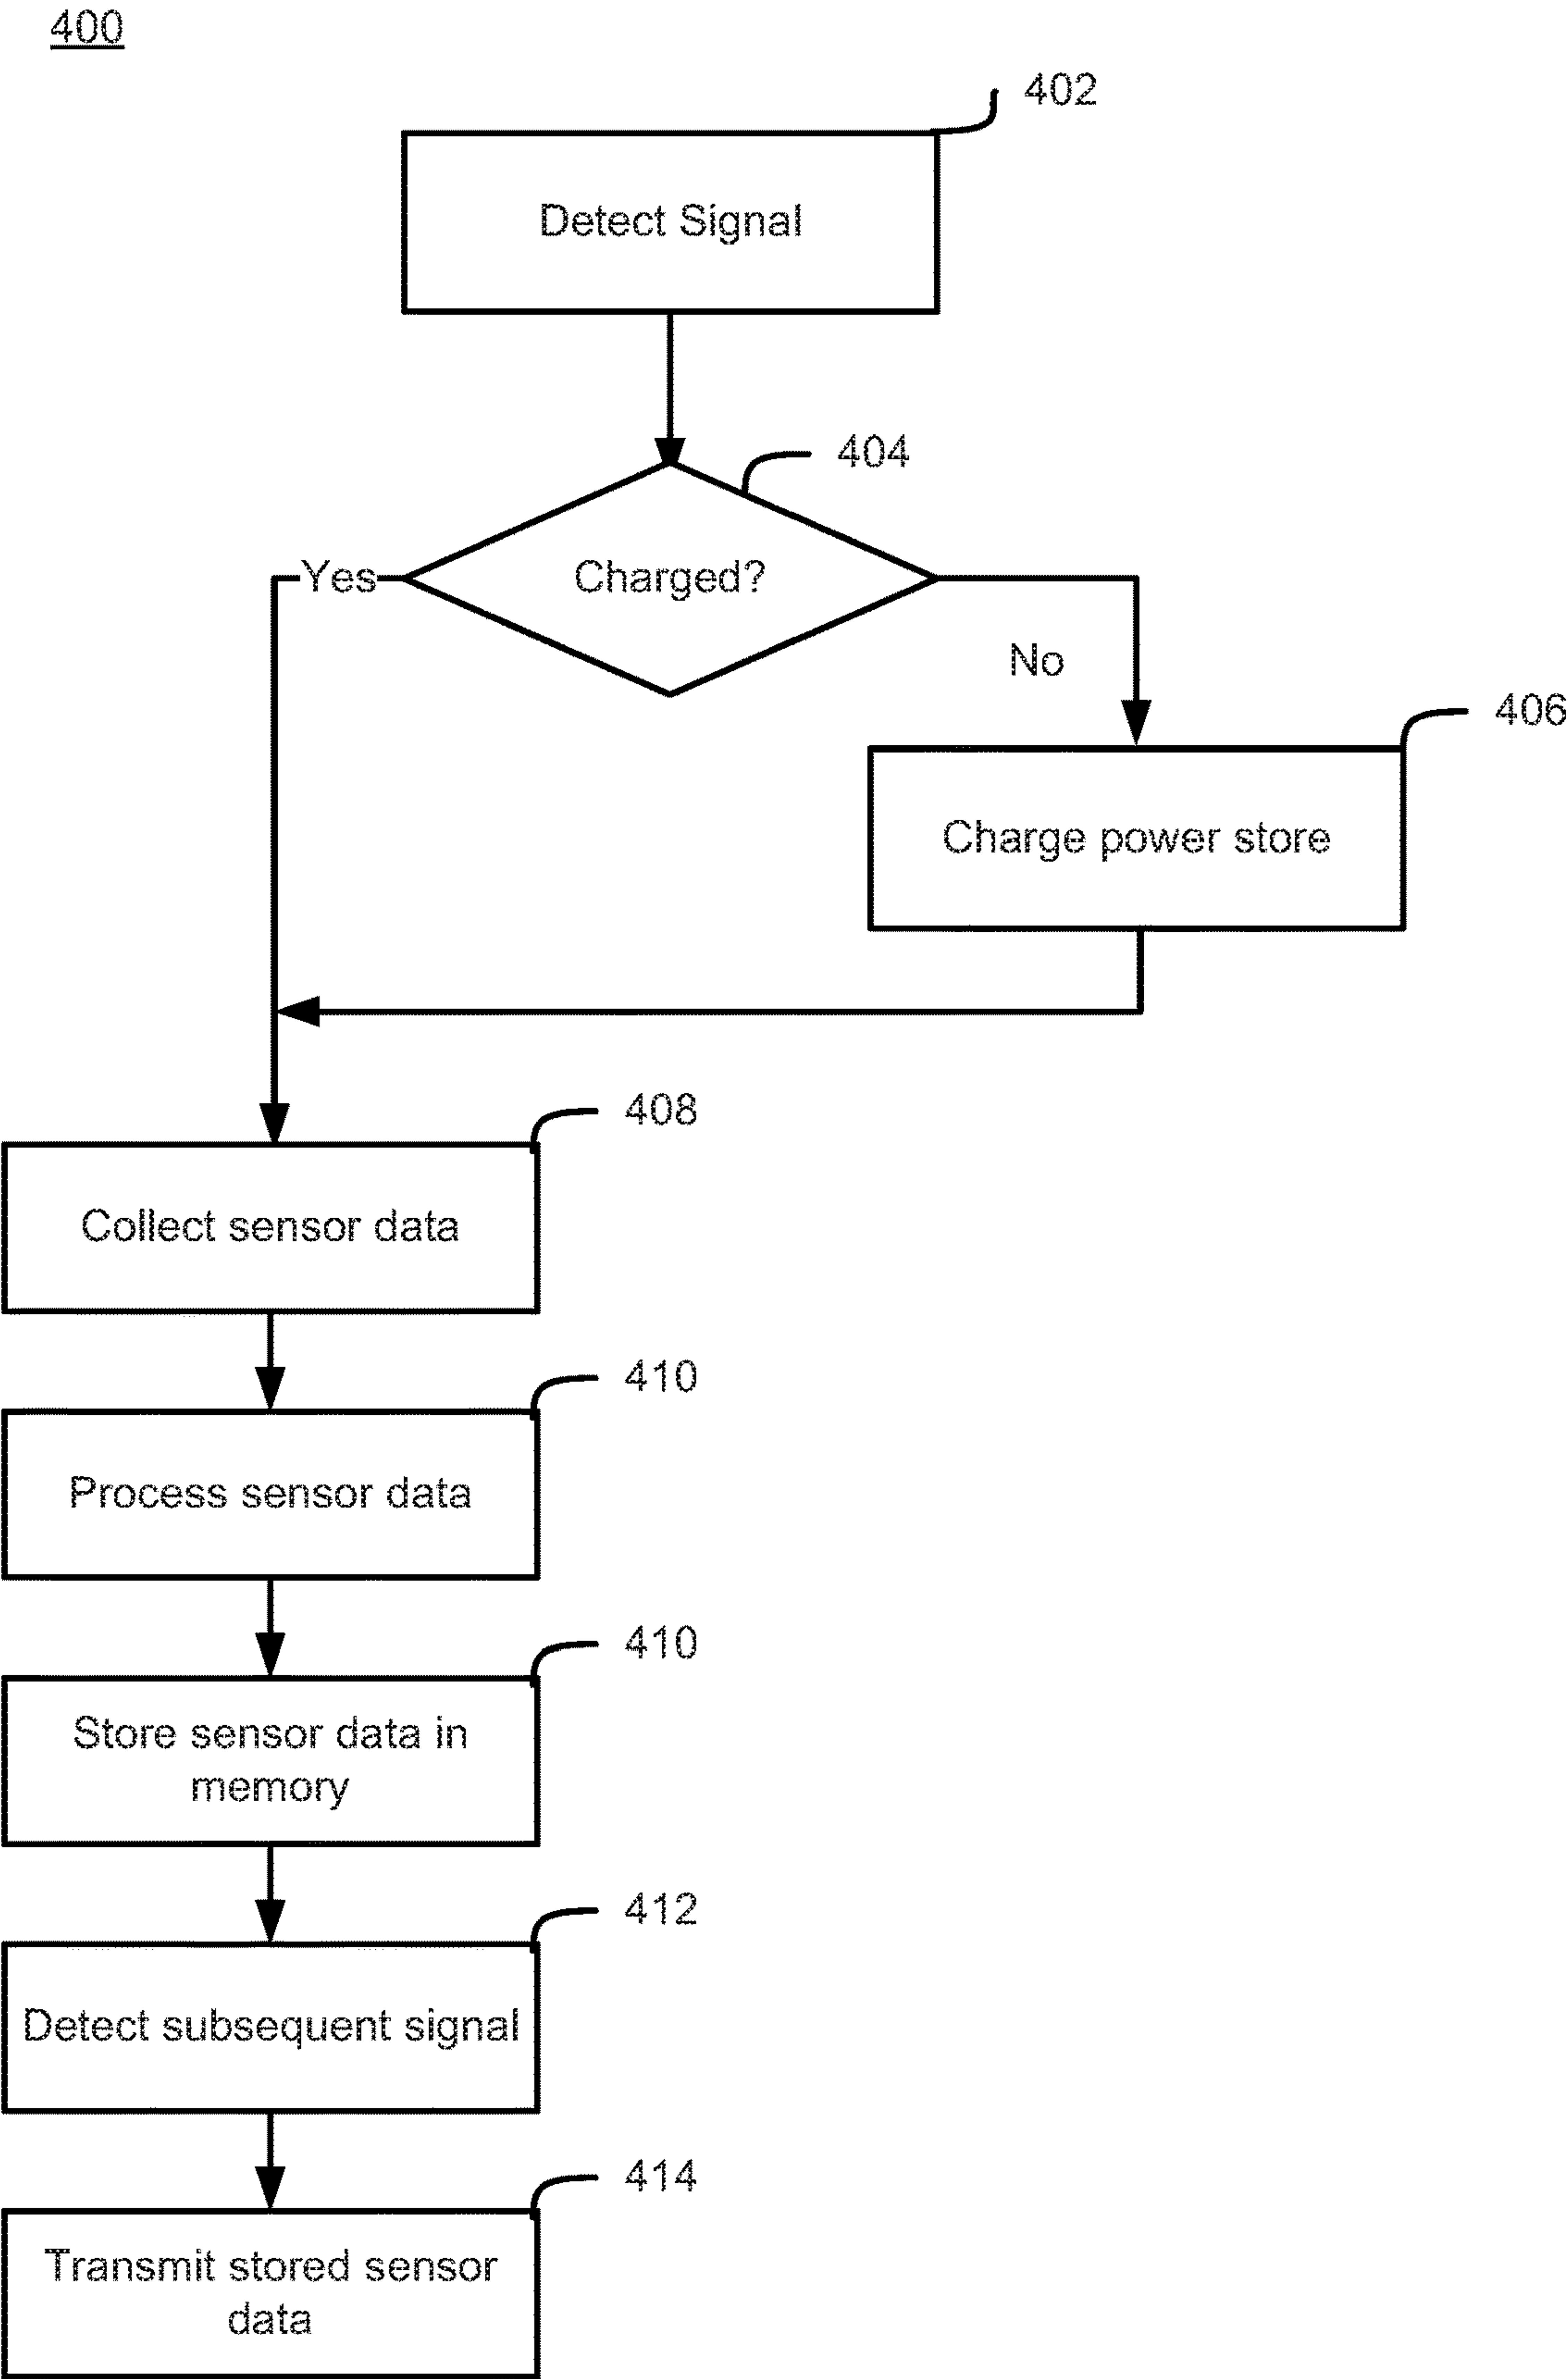 400
402
Detect Signal
404
Yes
Charged?
No
406
Charge power store
408
Collect sensor data
410
Process sensor data
410
Store sensor data in
memory
412
Detect subsequent signal
414
Transmit stored sensor
data